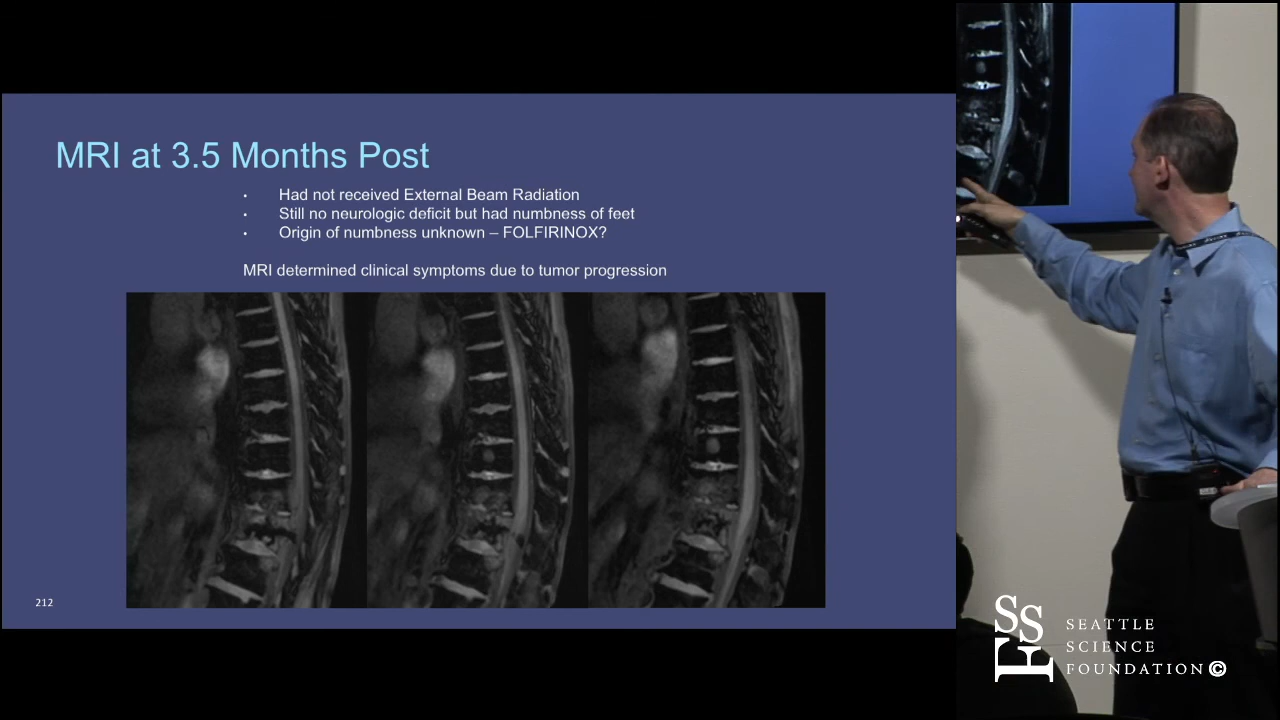 MRI at 3.5 Months Post
• Had not received External Beam Radiation
• Still no neurologic deficit but had numbness of feet
• Origin of numbness unknown – FOLFIRINOX?
MRI determined clinical symptoms due to tumor progression
212
SSF
SEATTLE
SCIENCE
FOUNDATION©